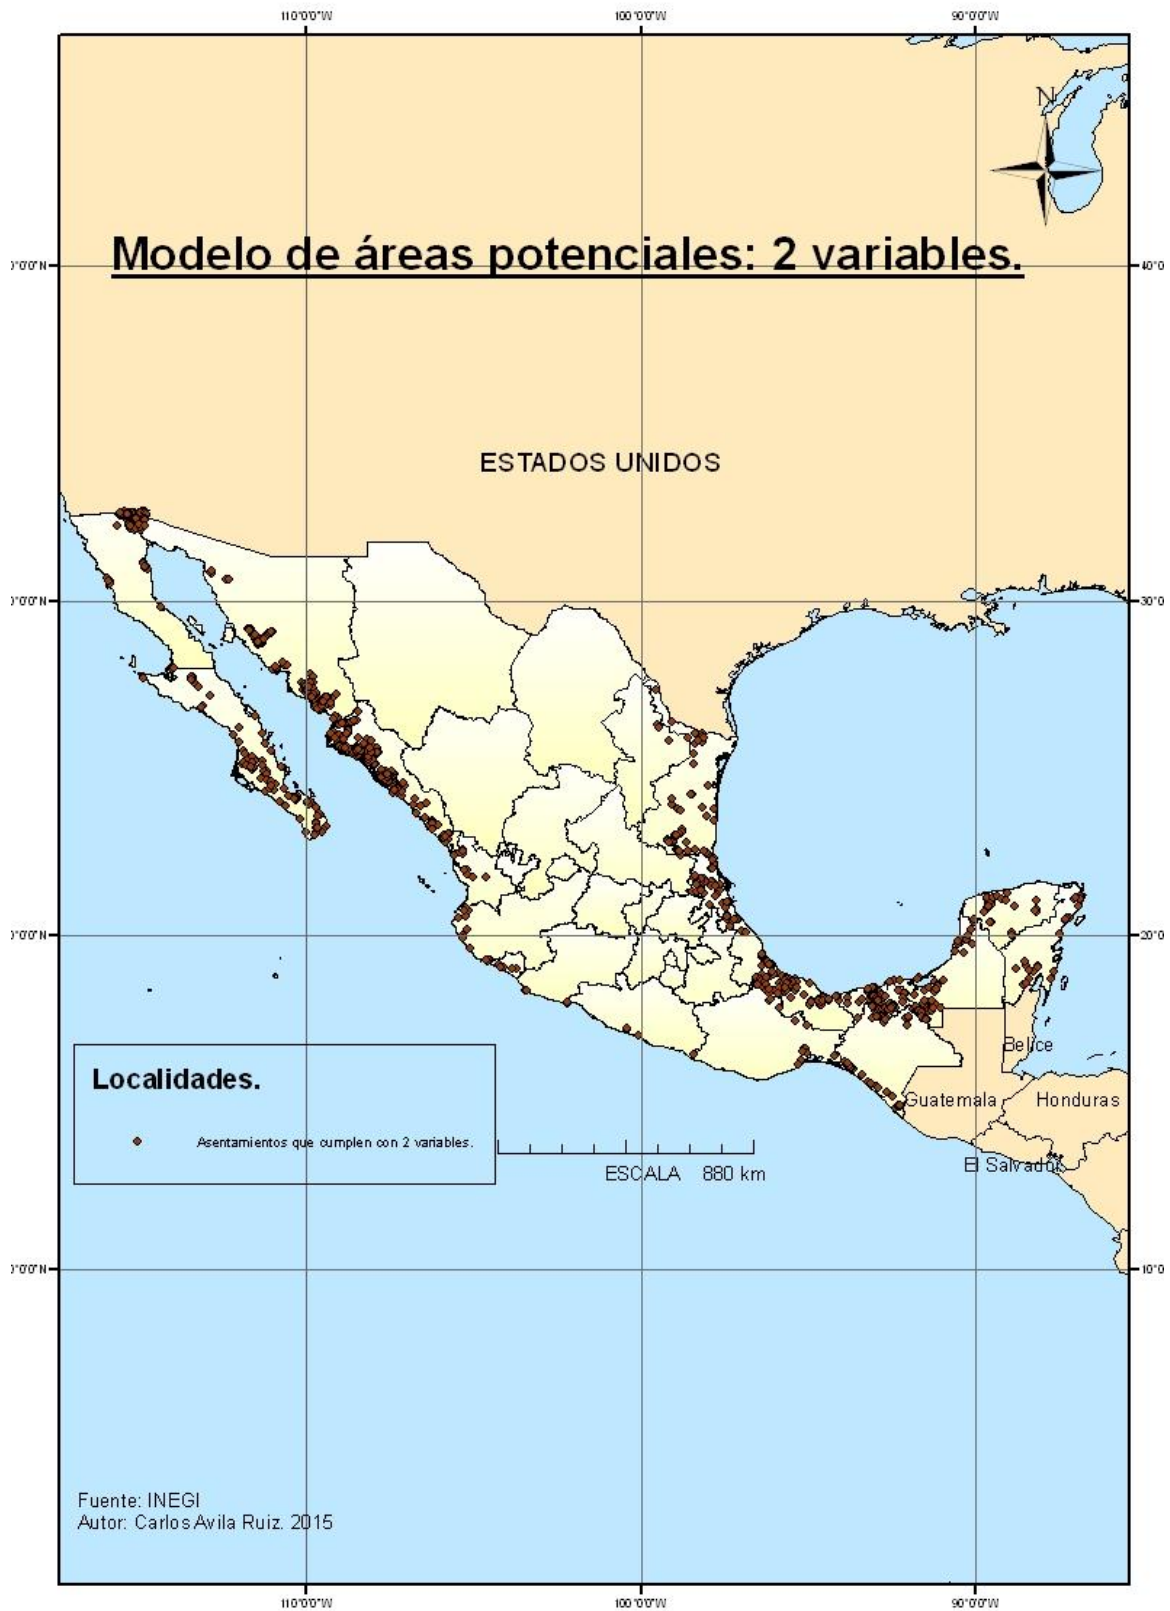 110°0'0"W 100°0'0"W 90°0'0"W
N
Modelo de áreas potenciales: 2 variables.
ESTADOS UNIDOS
Belice
Localidades.
Guatemala Honduras
Asentamientos que cumplen con 2 variables.
El Salvador
ESCALA 880 km
Fuente: INEGI
Autor: Carlos Avila Ruiz. 2015
110°0'0"W 100°0'0"W 90°0'0"W